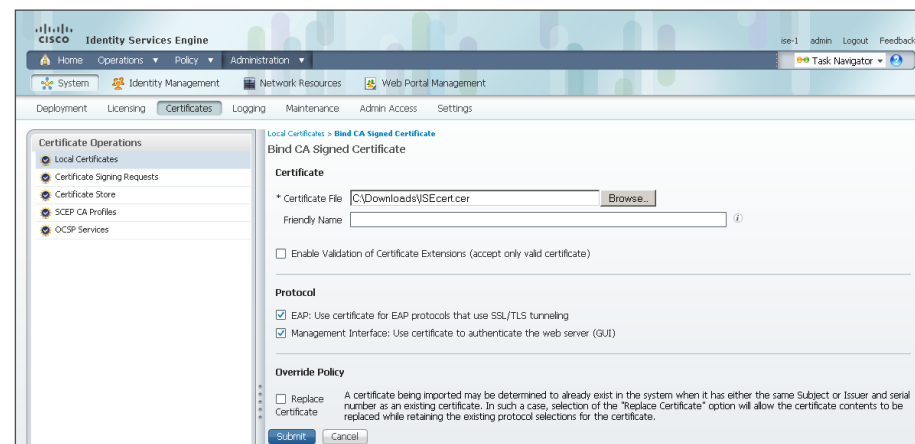 CISCO Identity Services Engine
ise-1 admin Logout Feedback
Home Operations ▼ Policy ▼ Administration ▼
Task Navigator ▼
System Identity Management Network Resources Web Portal Management
Deployment Licensing Certificates Logging Maintenance Admin Access Settings
Certificate Operations
Local Certificates
Certificate Signing Requests
Certificate Store
SCEP CA Profiles
OCSP Services
Local Certificates > Bind CA Signed Certificate
Bind CA Signed Certificate
Certificate
* Certificate File C:\Downloads\ISEcert.cer Browse...
Friendly Name
Enable Validation of Certificate Extensions (accept only valid certificate)
Protocol
EAP: Use certificate for EAP protocols that use SSL/TLS tunneling
Management Interface: Use certificate to authenticate the web server (GUI)
Override Policy
Replace Certificate
A certificate being imported may be determined to already exist in the system when it has either the same Subject or Issuer and serial
number as an existing certificate. In such a case, selection of the "Replace Certificate" option will allow the certificate contents to be
replaced while retaining the existing protocol selections for the certificate.
Submit Cancel